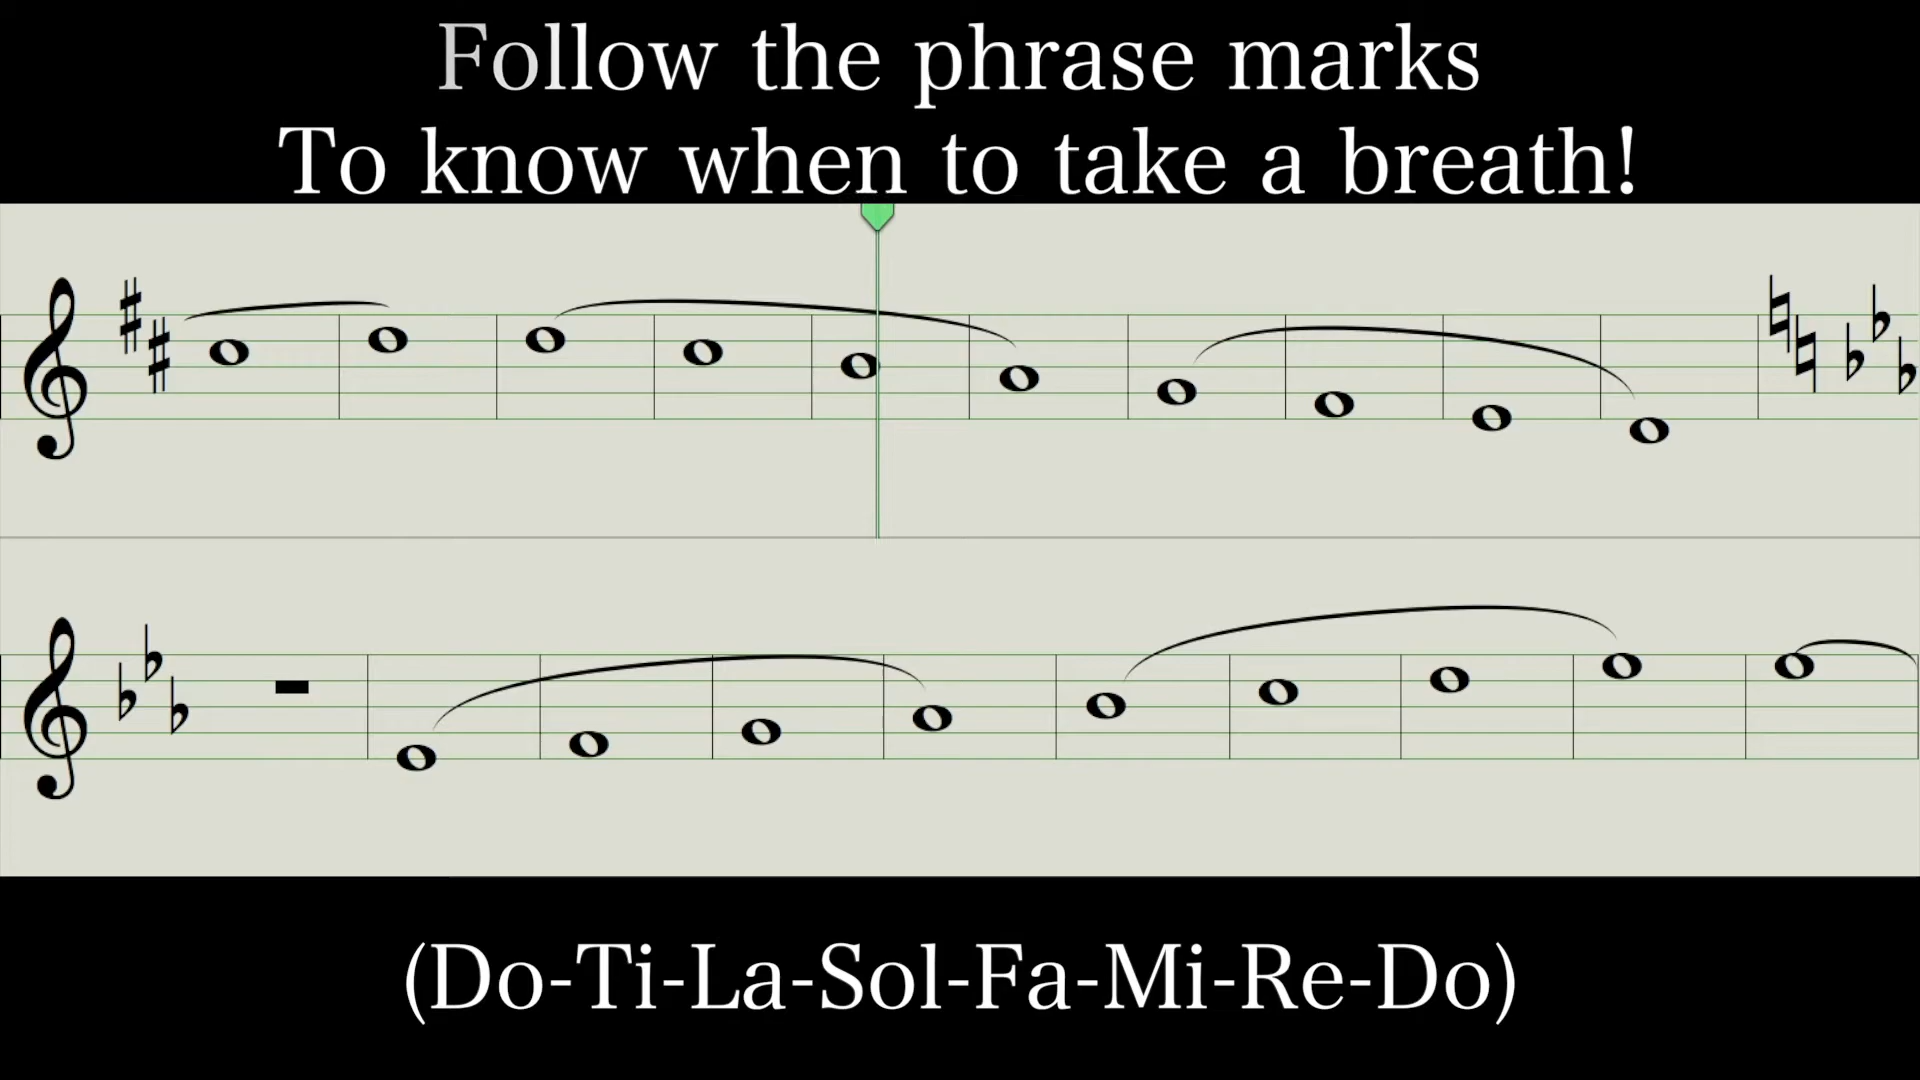 Follow the phrase marks
To know when to take a breath!
(Do-Ti-La-Sol-Fa-Mi-Re-Do)